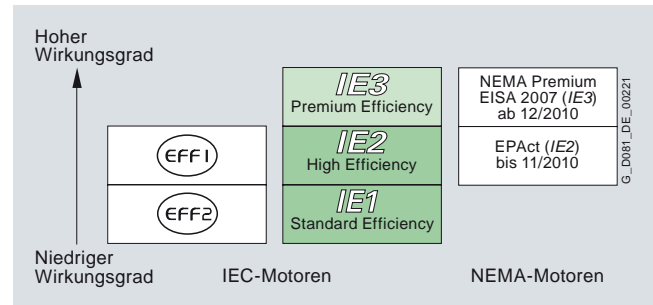 Hoher
Wirkungsgrad
IE3
Premium Efficiency
NEMA Premium
EISA 2007 (IE3)
ab 12/2010
EFF1
IE2
High Efficiency
EPAct (IE2)
bis 11/2010
EFF2
IE1
Standard Efficiency
Niedriger
Wirkungsgrad
IEC-Motoren
NEMA-Motoren
G_D081_DE_00221